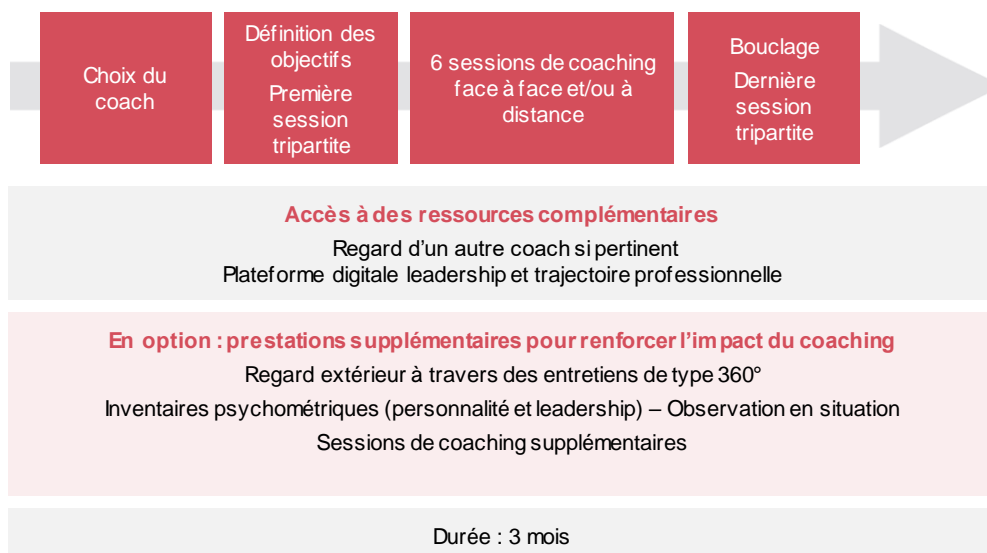 Choix du
coach
Définition des
objectifs
Première
session
tripartite
6 sessions de coaching
face à face et/ou à
distance
Bouclage
Dernière
session
tripartite
Accès à des ressources complémentaires
Regard d'un autre coach si pertinent
Plateforme digitale leadership et trajectoire professionnelle
En option : prestations supplémentaires pour renforcer l'impact du coaching
Regard extérieur à travers des entretiens de type 360°
Inventaires psychométriques (personnalité et leadership) – Observation en situation
Sessions de coaching supplémentaires
Durée : 3 mois